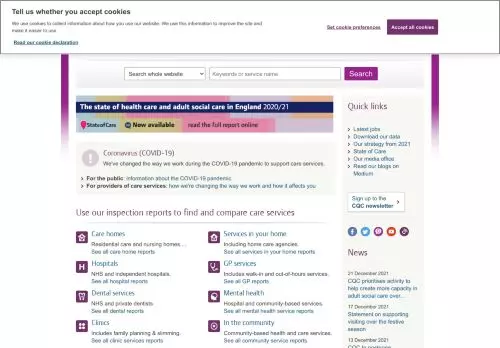 Tell us whether you accept cookies
We use cookies to collect information about how you use our website. We use this information to improve the site and
make it easier to use
Read our cookie declaration
Set cookie preferences
Accept all cookies
Search whole website
Keywords or service name
Search
The state of health care and adult social care in England 2020/21
StateofCare
Now available
read the full report online
Coronavirus (COVID-19)
We've changed the way we work during the COVID-19 pandemic to support care services.
For the public: information about the COVID-19 pandemic
For providers of care services: how we're changing the way we work and how it affects you
Use our inspection reports to find and compare care services
Care homes
Residential care and nursing homes...
See all care home reports
Services in your home
Including home care agencies.
See all services in your home reports
Hospitals
NHS and independent hospitals.
See all hospital reports
GP services
Includes walk-in and out-of-hours services.
See all GP reports
Dental services
NHS and private dentists
See all dental reports
Mental health
Hospital and community-based services.
See all mental health service reports
Clinics
Includes family planning & slimming.
See all clinic services reports
In the community
Community-based health and care services.
See all community service reports
Quick links
Latest jobs
Download our data
Our strategy from 2021
State of Care
Our media office
Read our blogs on
Medium
Sign up to the
CQC newsletter
News
21 December 2021
CQC prioritises activity to
help create more capacity in
adult social care over...
17 December 2021
Statement on supporting
visiting over the festive
season
13 December 2021